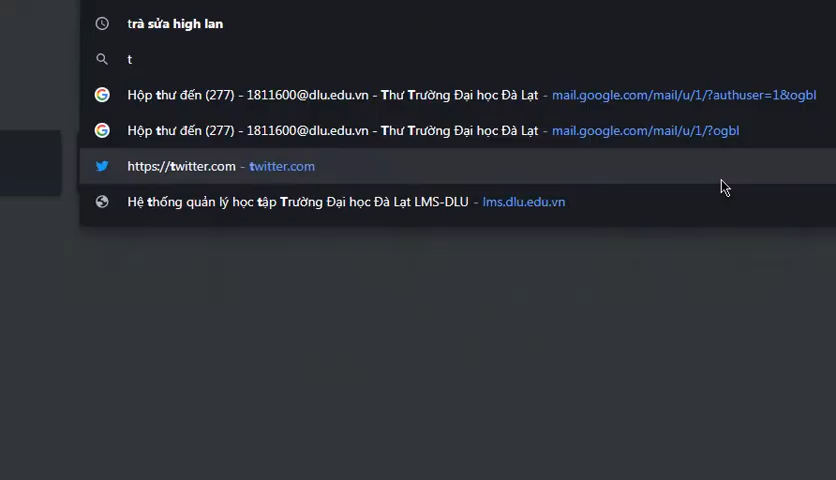 trà sửa high lan
t
Hộp thư đến (277) - 1811600@dlu.edu.vn - Thư Trường Đại học Đà Lạt - mail.google.com/mail/u/1/?authuser=1&ogbl
Hộp thư đến (277) - 1811600@dlu.edu.vn - Thư Trường Đại học Đà Lạt - mail.google.com/mail/u/1/?ogbl
https://twitter.com - twitter.com
Hệ thống quản lý học tập Trường Đại học Đà Lạt LMS-DLU - lms.dlu.edu.vn